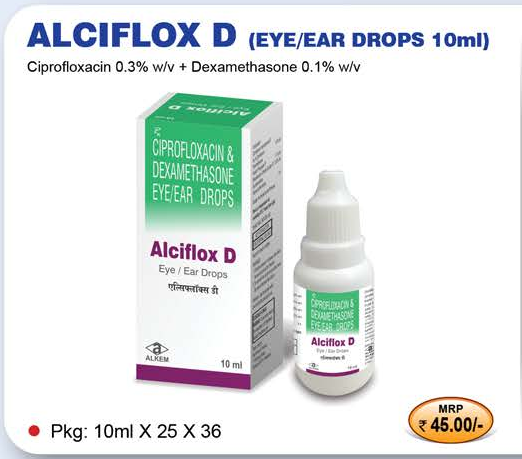 ALCIFLOX D (EYE/EAR DROPS 10ml)
Ciprofloxacin 0.3% w/v + Dexamethasone 0.1% w/v
Alciflox D
CIPROFLOXACIN &
DEXAMETHASONE
EYE/EAR DROPS
Alciflox D
Eye / Ear Drops
एल्सिफ्लॉक्स डी
ALKEM
10 ml
CIPROFLOXACIN &
DEXAMETHASONE
EYE/EAR DROPS
Alciflox D
Eye / Ear Drops
एल्सिफ्लॉक्स डी
Pkg: 10ml X 25 X 36
MRP
₹ 45.00/-